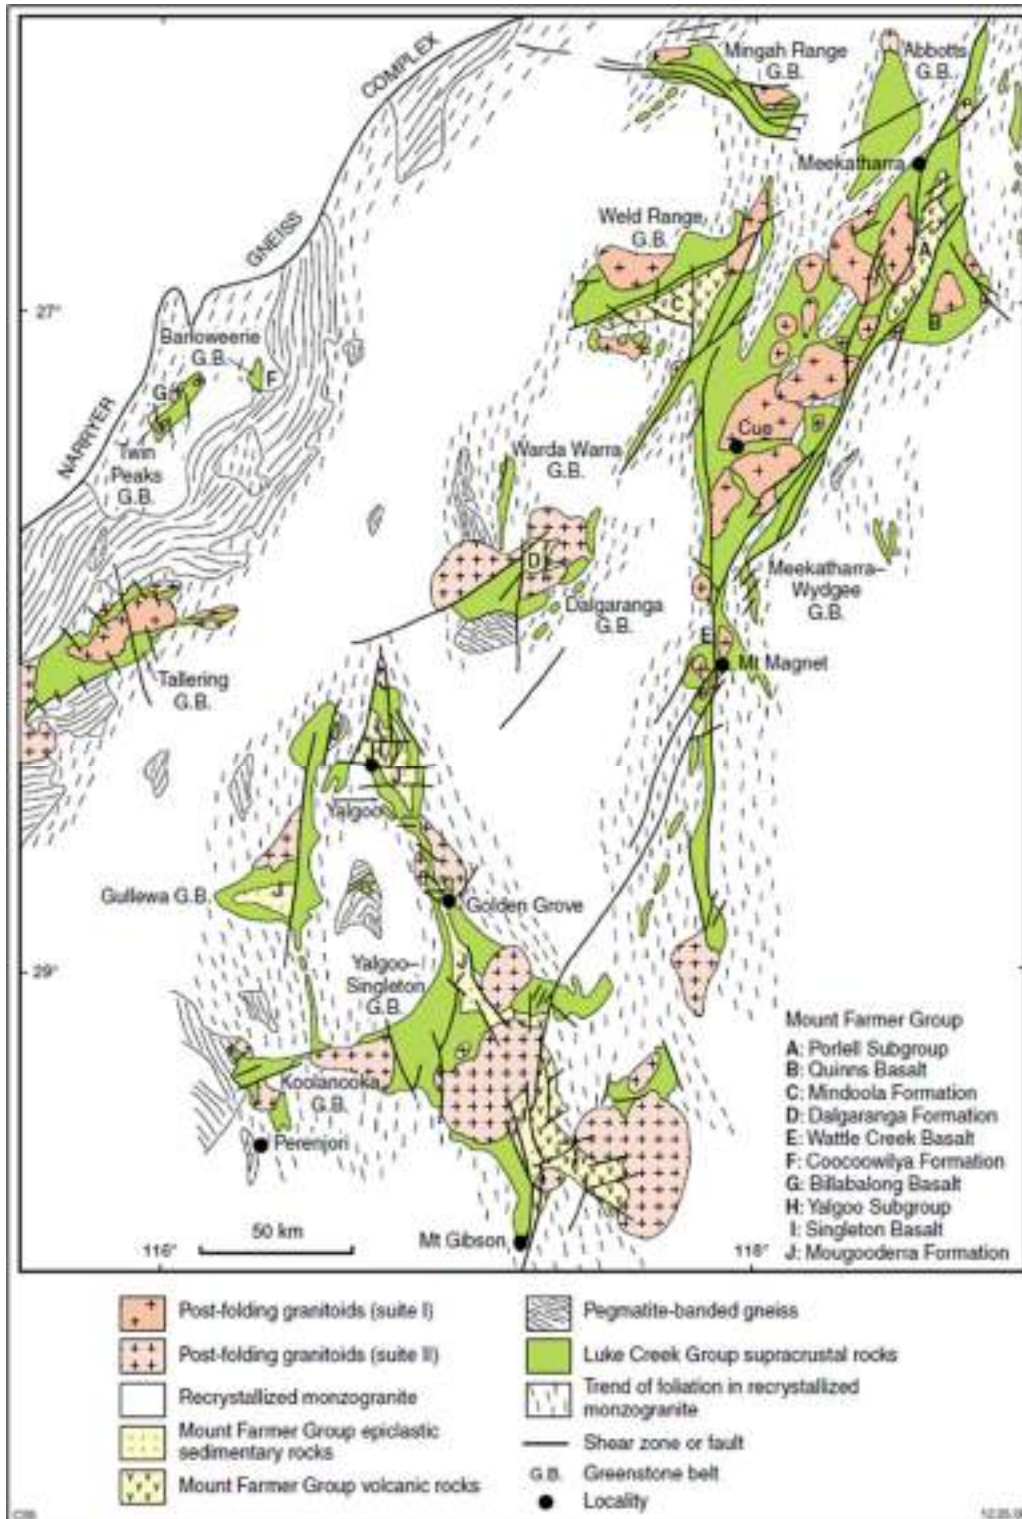 COMPLEX
GNEISS
NARRYER
Mingah Range
G.B.
Abbotts
G.B.
Meekatharra
Weld Range
G.B.
A
C
B
27°
Barloweerie
G.B.
F
G
Twin
Peaks
G.B.
Cue
Warda Warra
G.B.
D
Dalgaranga
G.B.
Meekatharra–
Wydgee
G.B.
E
Mt Magnet
Tallering
G.B.
H
J
Yalgoo
Gullewa G.B.
J
Golden Grove
29°
Yalgoo–
Singleton
G.B.
J
Koolanooka
G.B.
Perenjori
50 km
116°
Mt Gibson
118°
Mount Farmer Group
A: Porlell Subgroup
B: Quinns Basalt
C: Mindoola Formation
D: Dalgaranga Formation
E: Wattle Creek Basalt
F: Coocoowilya Formation
G: Billabalong Basalt
H: Yalgoo Subgroup
I: Singleton Basalt
J: Mougooderra Formation
Post-folding granitoids (suite I)
Post-folding granitoids (suite II)
Recrystallized monzogranite
Mount Farmer Group epiclastic
sedimentary rocks
Mount Farmer Group volcanic rocks
Pegmatite-banded gneiss
Luke Creek Group supracrustal rocks
Trend of foliation in recrystallized
monzogranite
Shear zone or fault
G.B. Greenstone belt
Locality